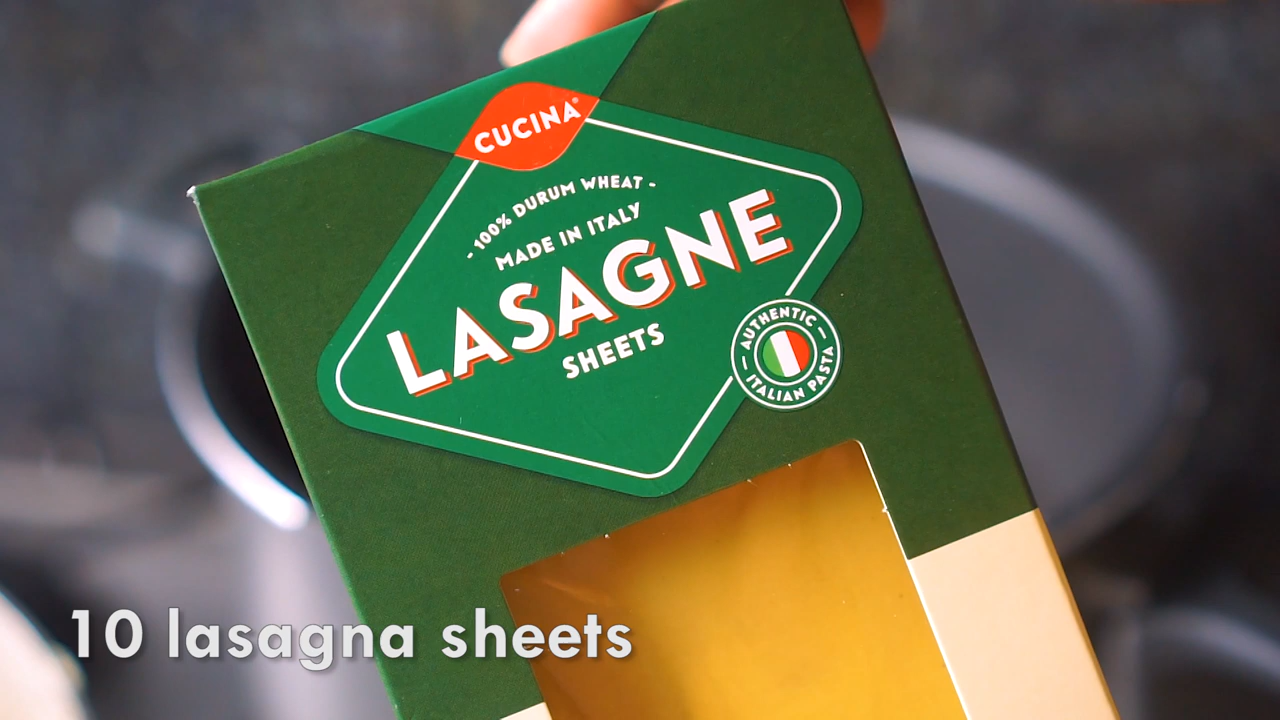 CUCINA®
- 100% DURUM WHEAT -
MADE IN ITALY
LASAGNE
SHEETS
— AUTHENTIC —
ITALIAN PASTA
10 lasagna sheets